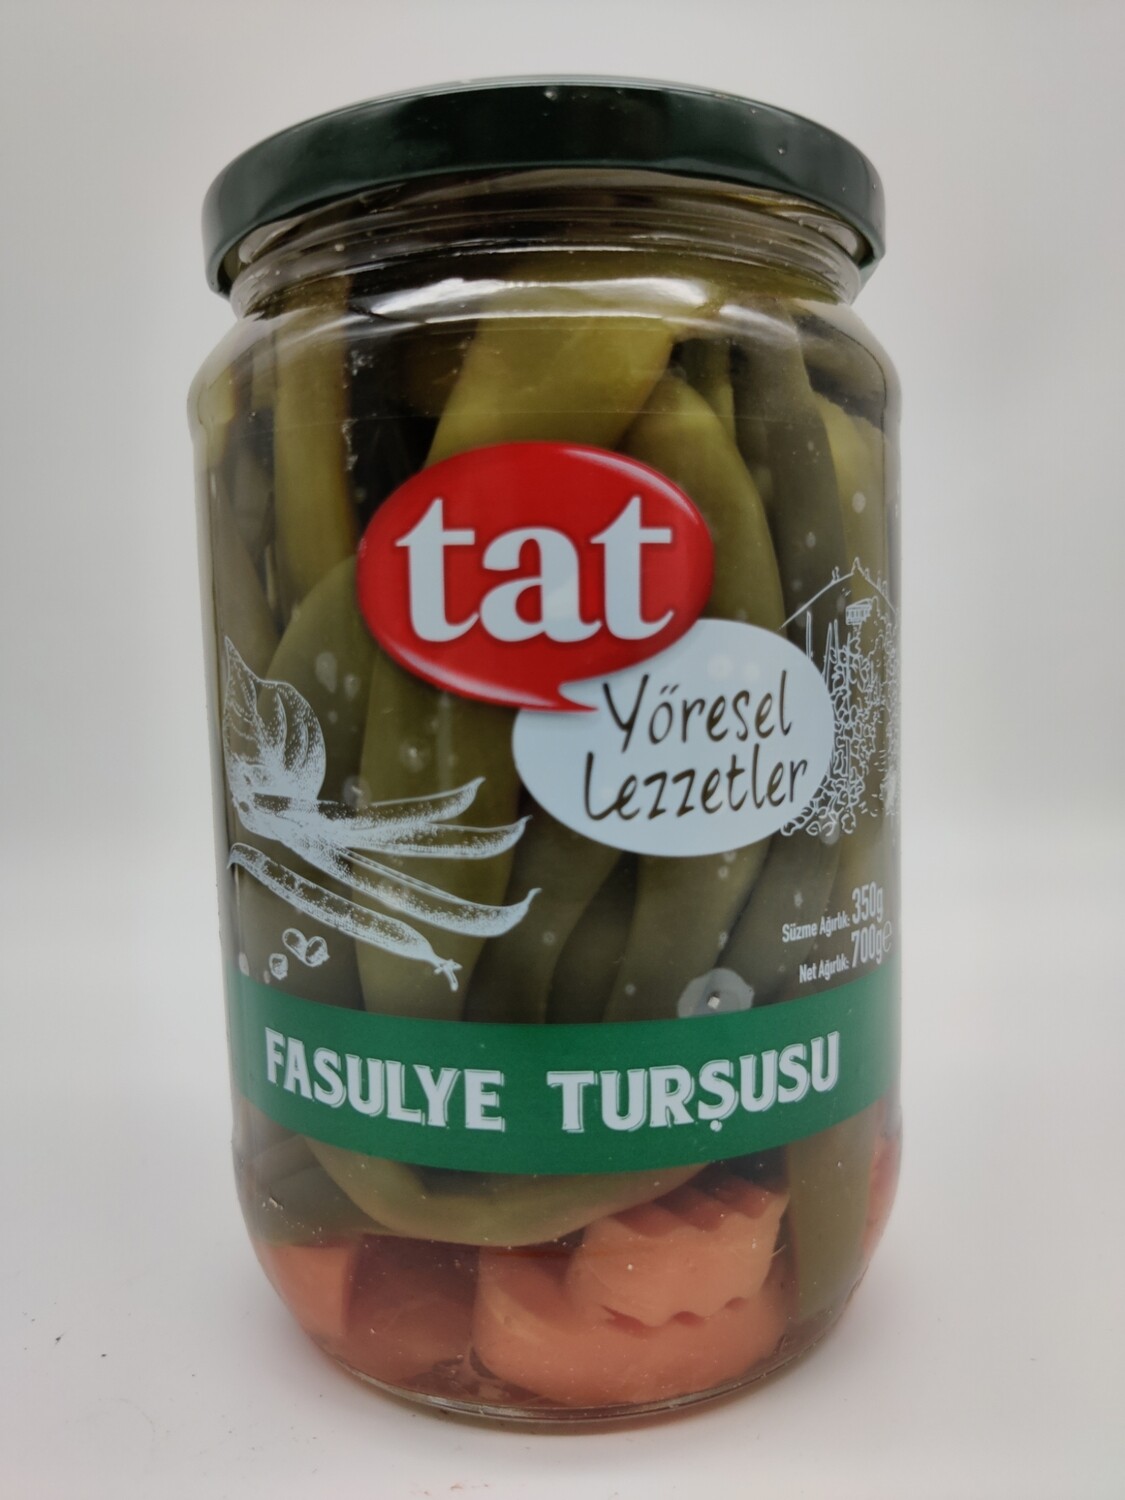 tat
Yöresel
Lezzetler
Süzme Ağırlık: 350g
Net Ağırlık: 700g ℮
FASULYE TURŞUSU